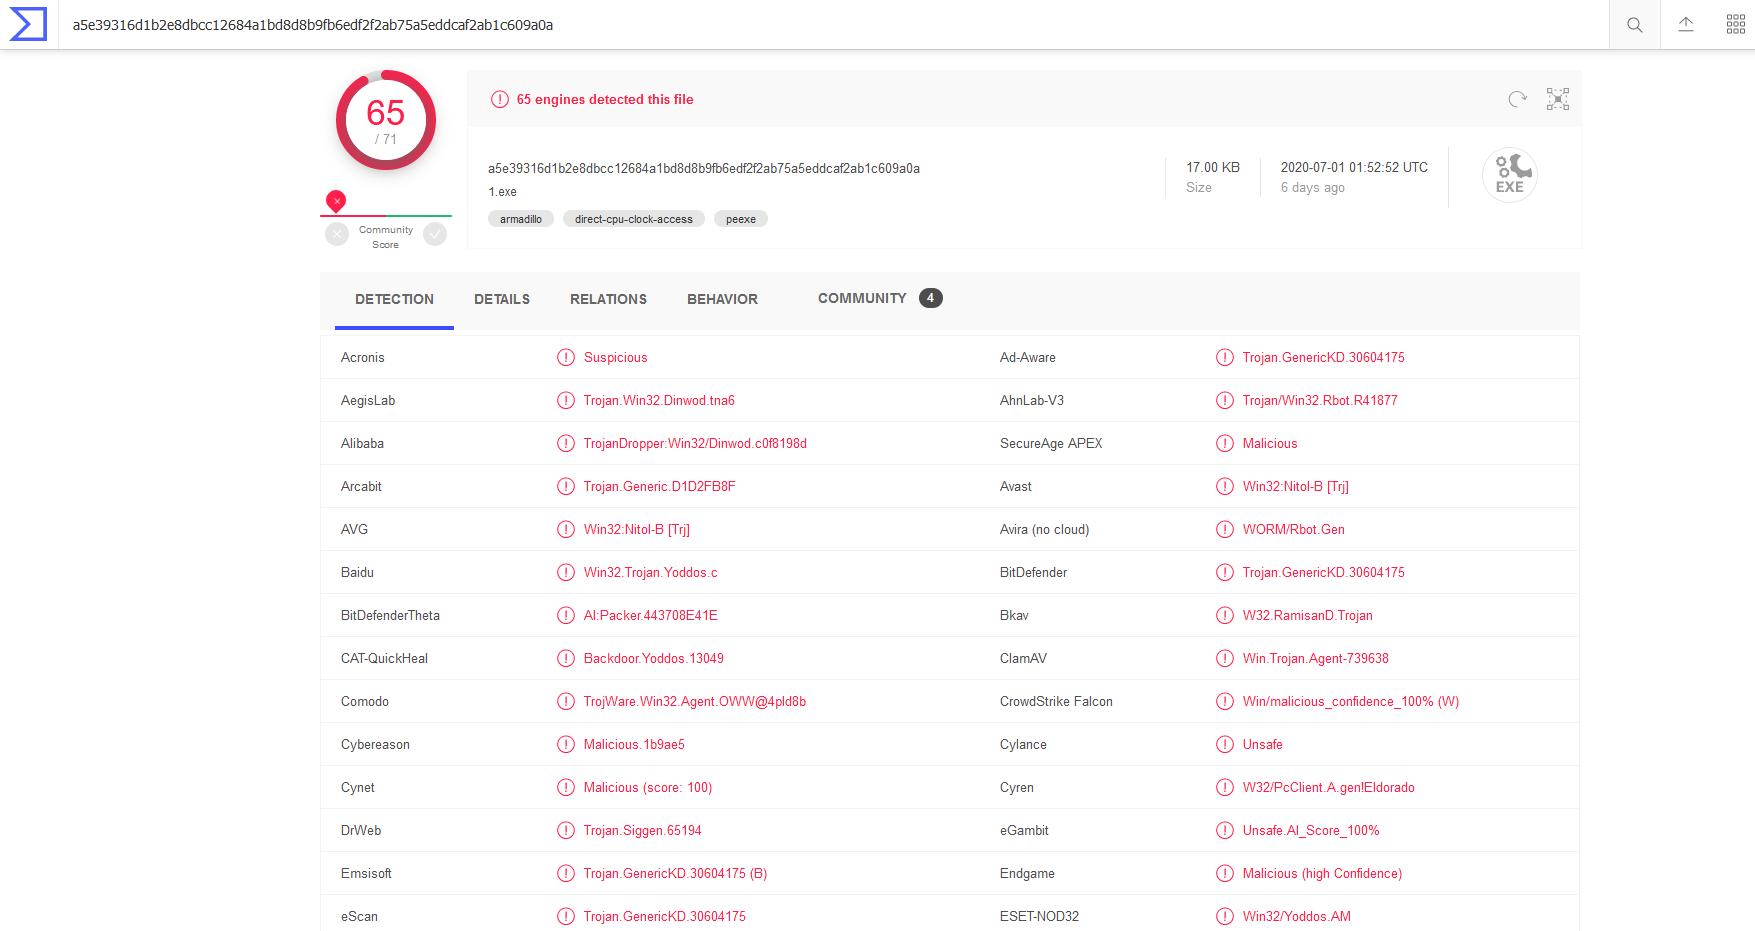 a5e39316d1b2e8dbcc12684a1bd8d8b9fb6edf2f2ab75a5eddcaf2ab1c609a0a
65
/ 71
Community
Score
65 engines detected this file
a5e39316d1b2e8dbcc12684a1bd8d8b9fb6edf2f2ab75a5eddcaf2ab1c609a0a
1.exe
armadillo direct-cpu-clock-access peexe
17.00 KB
Size
2020-07-01 01:52:52 UTC
6 days ago
EXE
DETECTION DETAILS RELATIONS BEHAVIOR COMMUNITY 4
Acronis Suspicious Ad-Aware Trojan.GenericKD.30604175
AegisLab Trojan.Win32.Dinwod.tna6 AhnLab-V3 Trojan/Win32.Rbot.R41877
Alibaba TrojanDropper:Win32/Dinwod.c0f8198d SecureAge APEX Malicious
Arcabit Trojan.Generic.D1D2FB8F Avast Win32:Nitol-B [Trj]
AVG Win32:Nitol-B [Trj] Avira (no cloud) WORM/Rbot.Gen
Baidu Win32.Trojan.Yoddos.c BitDefender Trojan.GenericKD.30604175
BitDefenderTheta AI:Packer.443708E41E Bkav W32.RamisanD.Trojan
CAT-QuickHeal Backdoor.Yoddos.13049 ClamAV Win.Trojan.Agent-739638
Comodo TrojWare.Win32.Agent.OWW@4pld8b CrowdStrike Falcon Win/malicious_confidence_100% (W)
Cybereason Malicious.1b9ae5 Cylance Unsafe
Cynet Malicious (score: 100) Cyren W32/PcClient.A.gen!Eldorado
DrWeb Trojan.Siggen.65194 eGambit Unsafe.AI_Score_100%
Emsisoft Trojan.GenericKD.30604175 (B) Endgame Malicious (high Confidence)
eScan Trojan.GenericKD.30604175 ESET-NOD32 Win32/Yoddos.AM